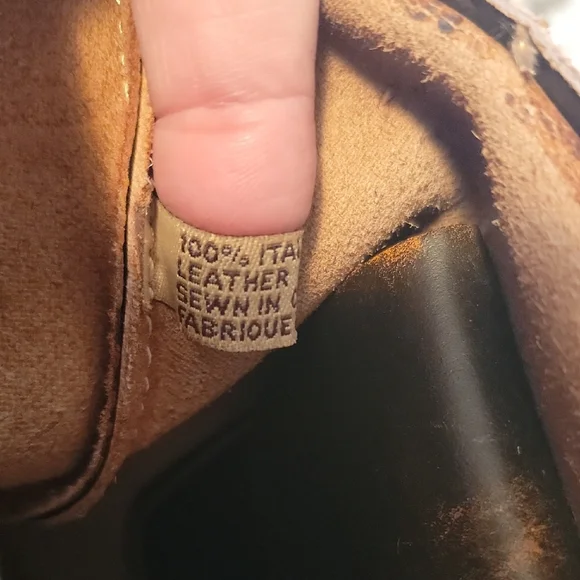 100% ITA
LEATHER
SEWN IN C
FABRIQUE